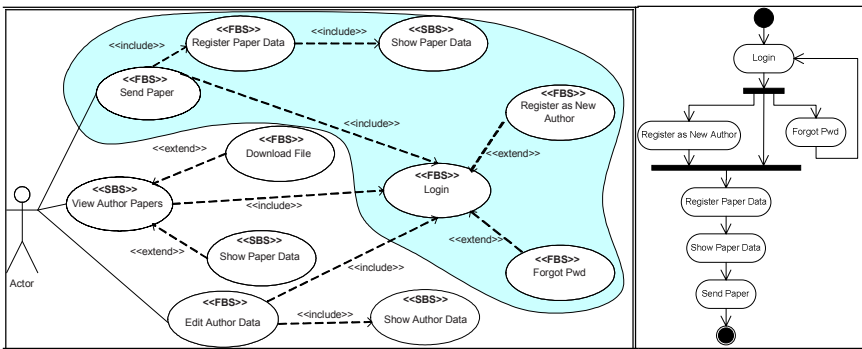 <<FBS>>
Register Paper Data
<<include>>
<<SBS>>
Show Paper Data
<<include>>
<<FBS>>
Send Paper
<<include>>
<<FBS>>
Register as New
Author
<<extend>>
<<FBS>>
Download File
<<extend>>
<<SBS>>
View Author Papers
<<include>>
<<FBS>>
Login
<<extend>>
<<SBS>>
Show Paper Data
<<extend>>
<<FBS>>
Forgot Pwd
<<include>>
Actor
<<FBS>>
Edit Author Data
<<include>>
<<SBS>>
Show Author Data
Login
Register as New Author
Forgot Pwd
Register Paper Data
Show Paper Data
Send Paper